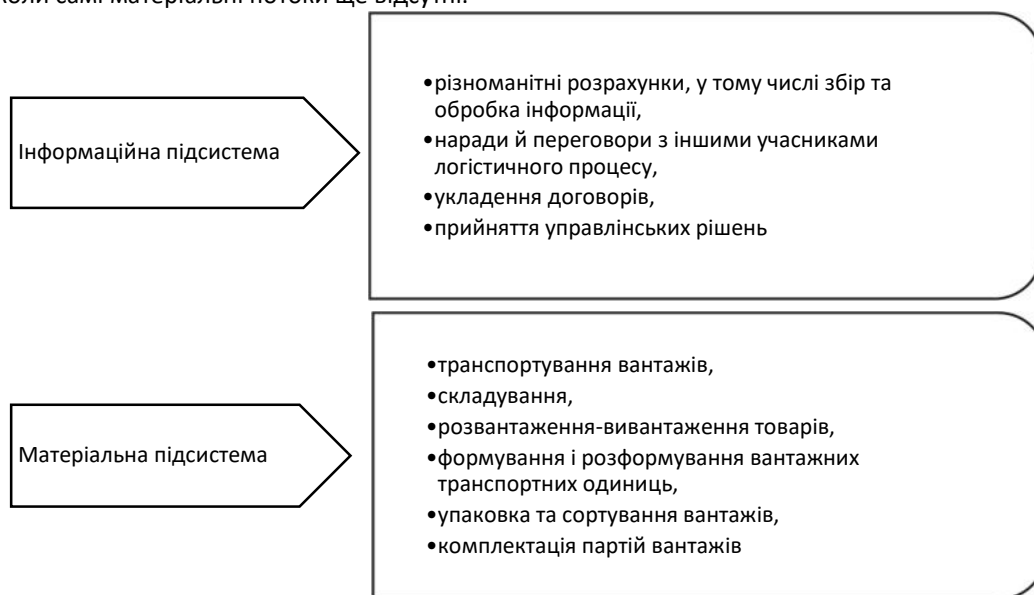 коли самі матеріальні потоки ще відсутні.
Інформаційна підсистема
•різноманітні розрахунки, у тому числі збір та
обробка інформації,
•наради й переговори з іншими учасниками
логістичного процесу,
•укладення договорів,
•прийняття управлінських рішень
Матеріальна підсистема
•транспортування вантажів,
•складування,
•розвантаження-вивантаження товарів,
•формування і розформування вантажних
транспортних одиниць,
•упаковка та сортування вантажів,
•комплектація партій вантажів